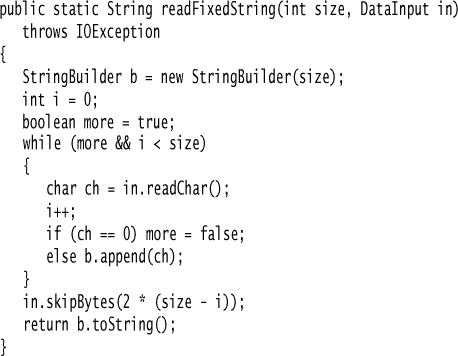 public static String readFixedString(int size, DataInput in)
   throws IOException
{
   StringBuilder b = new StringBuilder(size);
   int i = 0;
   boolean more = true;
   while (more && i < size)
   {
      char ch = in.readChar();
      i++;
      if (ch == 0) more = false;
      else b.append(ch);
   }
   in.skipBytes(2 * (size - i));
   return b.toString();
}